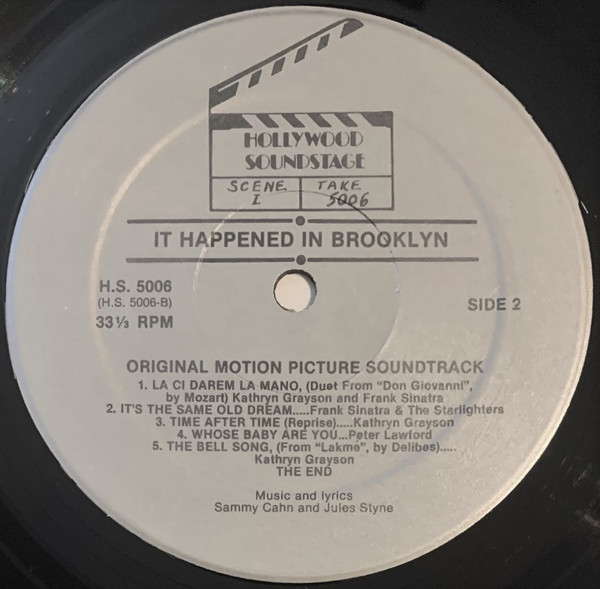 HOLLYWOOD
SOUNDSTAGE
SCENE TAKE
I 5006
IT HAPPENED IN BROOKLYN
H.S. 5006
(H.S. 5006-B)
SIDE 2
33⅓ RPM
ORIGINAL MOTION PICTURE SOUNDTRACK
1. LA CI DAREM LA MANO, (Duet From "Don Giovanni",
by Mozart) Kathryn Grayson and Frank Sinatra
2. IT'S THE SAME OLD DREAM.....Frank Sinatra & The Starlighters
3. TIME AFTER TIME (Reprise).....Kathryn Grayson
4. WHOSE BABY ARE YOU...Peter Lawford
5. THE BELL SONG, (From "Lakme", by Delibes).....
Kathryn Grayson
THE END
Music and lyrics
Sammy Cahn and Jules Styne